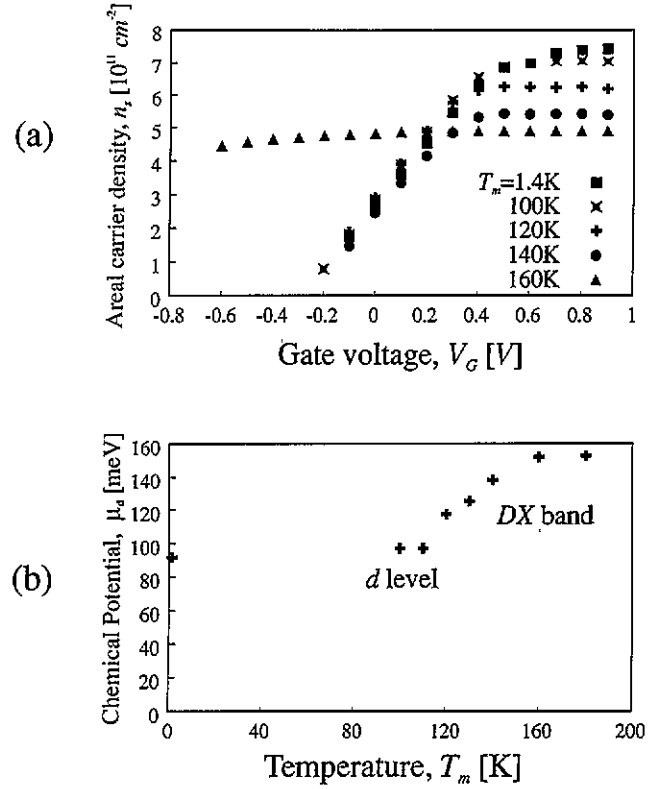 (a)
Areal carrier density, n_s [10¹¹ cm⁻²]
8
7
6
5
4
3
2
1
0
T_m=1.4K
100K
120K
140K
160K
-0.8 -0.6 -0.4 -0.2 0 0.2 0.4 0.6 0.8 1
Gate voltage, V_G [V]
(b)
Chemical Potential, μ_d [meV]
160
140
120
100
80
60
40
20
0
DX band
d level
0 40 80 120 160 200
Temperature, T_m [K]